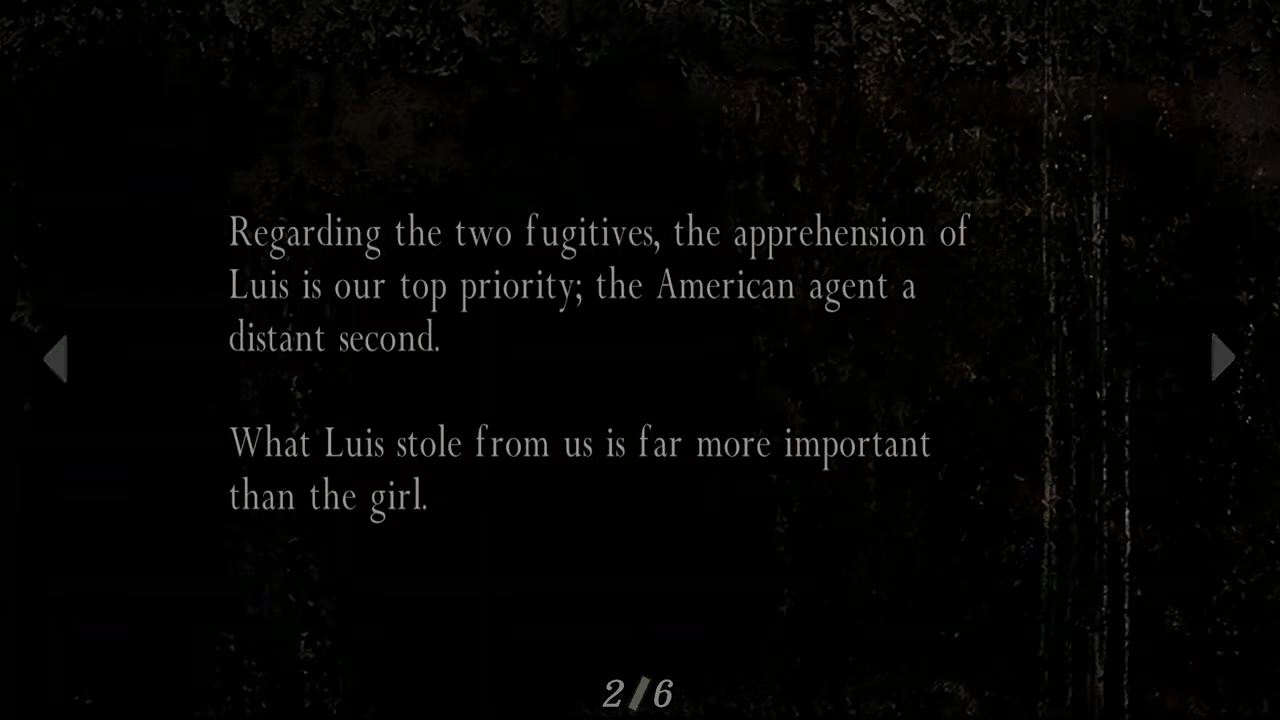 Regarding the two fugitives, the apprehension of
Luis is our top priority; the American agent a
distant second.
What Luis stole from us is far more important
than the girl.
2/6